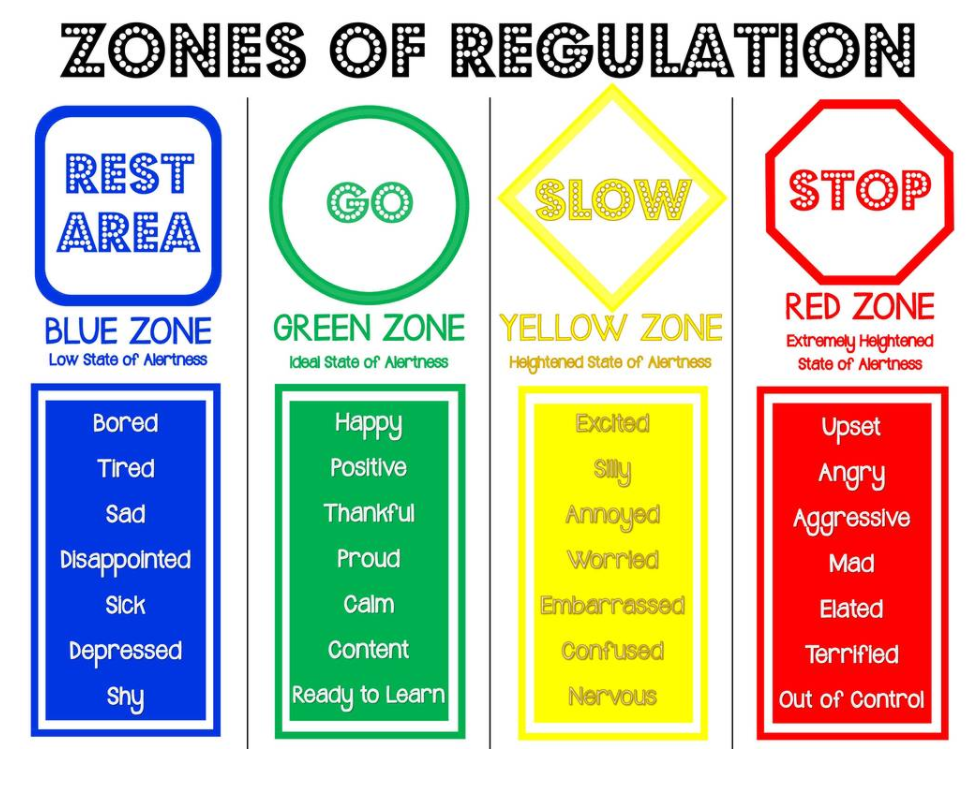 ZONES OF REGULATION
REST
AREA
BLUE ZONE
Low State of Alertness
Bored
Tired
Sad
Disappointed
Sick
Depressed
Shy
GO
GREEN ZONE
Ideal State of Alertness
Happy
Positive
Thankful
Proud
Calm
Content
Ready to Learn
SLOW
YELLOW ZONE
Heightened State of Alertness
Excited
Silly
Annoyed
Worried
Embarrassed
Confused
Nervous
STOP
RED ZONE
Extremely Heightened
State of Alertness
Upset
Angry
Aggressive
Mad
Elated
Terrified
Out of Control